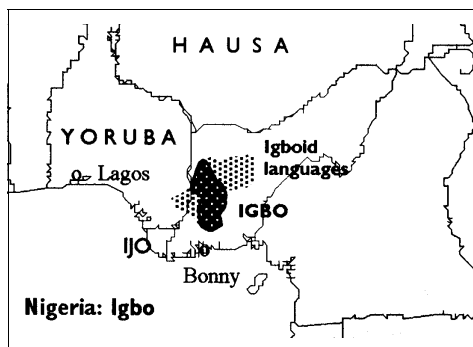 HAUSA
YORUBA
Igboid
languages
Lagos
IGBO
IJO
Bonny
Nigeria: Igbo